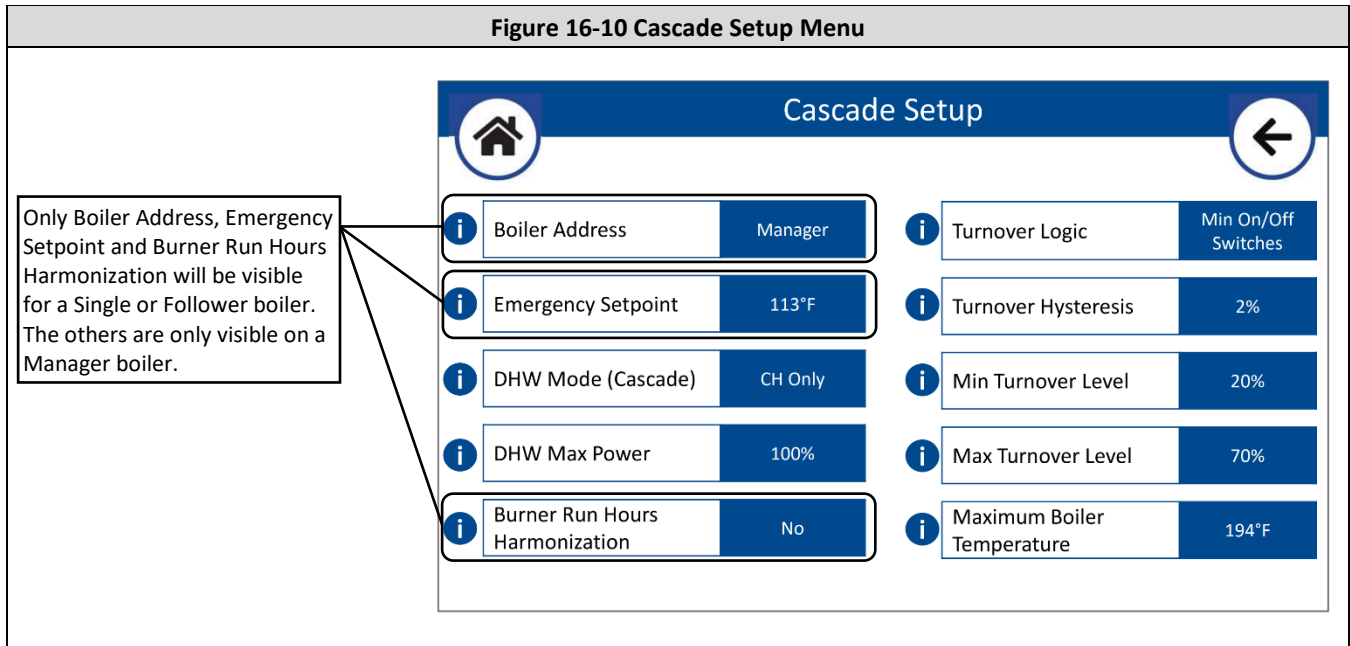 Figure 16-10 Cascade Setup Menu
Cascade Setup
Only Boiler Address, Emergency
Setpoint and Burner Run Hours
Harmonization will be visible
for a Single or Follower boiler.
The others are only visible on a
Manager boiler.
i Boiler Address Manager
i Emergency Setpoint 113°F
i DHW Mode (Cascade) CH Only
i DHW Max Power 100%
i Burner Run Hours
Harmonization No
i Turnover Logic Min On/Off
Switches
i Turnover Hysteresis 2%
i Min Turnover Level 20%
i Max Turnover Level 70%
i Maximum Boiler
Temperature 194°F